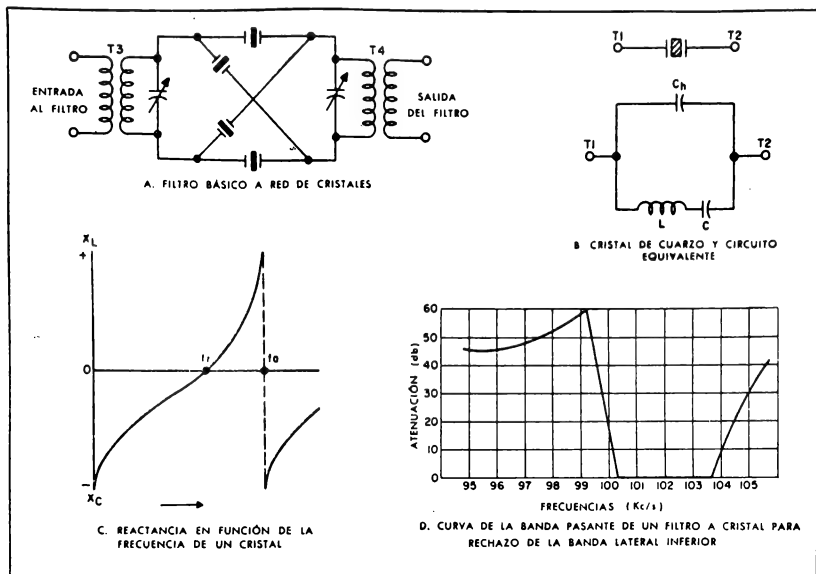 T3
T4
ENTRADA
AL FILTRO
SALIDA
DEL FILTRO
A. FILTRO BÁSICO A RED DE CRISTALES
T1
T2
Ch
T1
T2
L
C
B CRISTAL DE CUARZO Y CIRCUITO
EQUIVALENTE
XL
+
0
fr
fa
-
XC
C. REACTANCIA EN FUNCIÓN DE LA
FRECUENCIA DE UN CRISTAL
ATENUACIÓN (db)
60
50
40
30
20
10
0
95 96 97 98 99 100 101 102 103 104 105
FRECUENCIAS (Kc/s)
D. CURVA DE LA BANDA PASANTE DE UN FILTRO A CRISTAL PARA
RECHAZO DE LA BANDA LATERAL INFERIOR